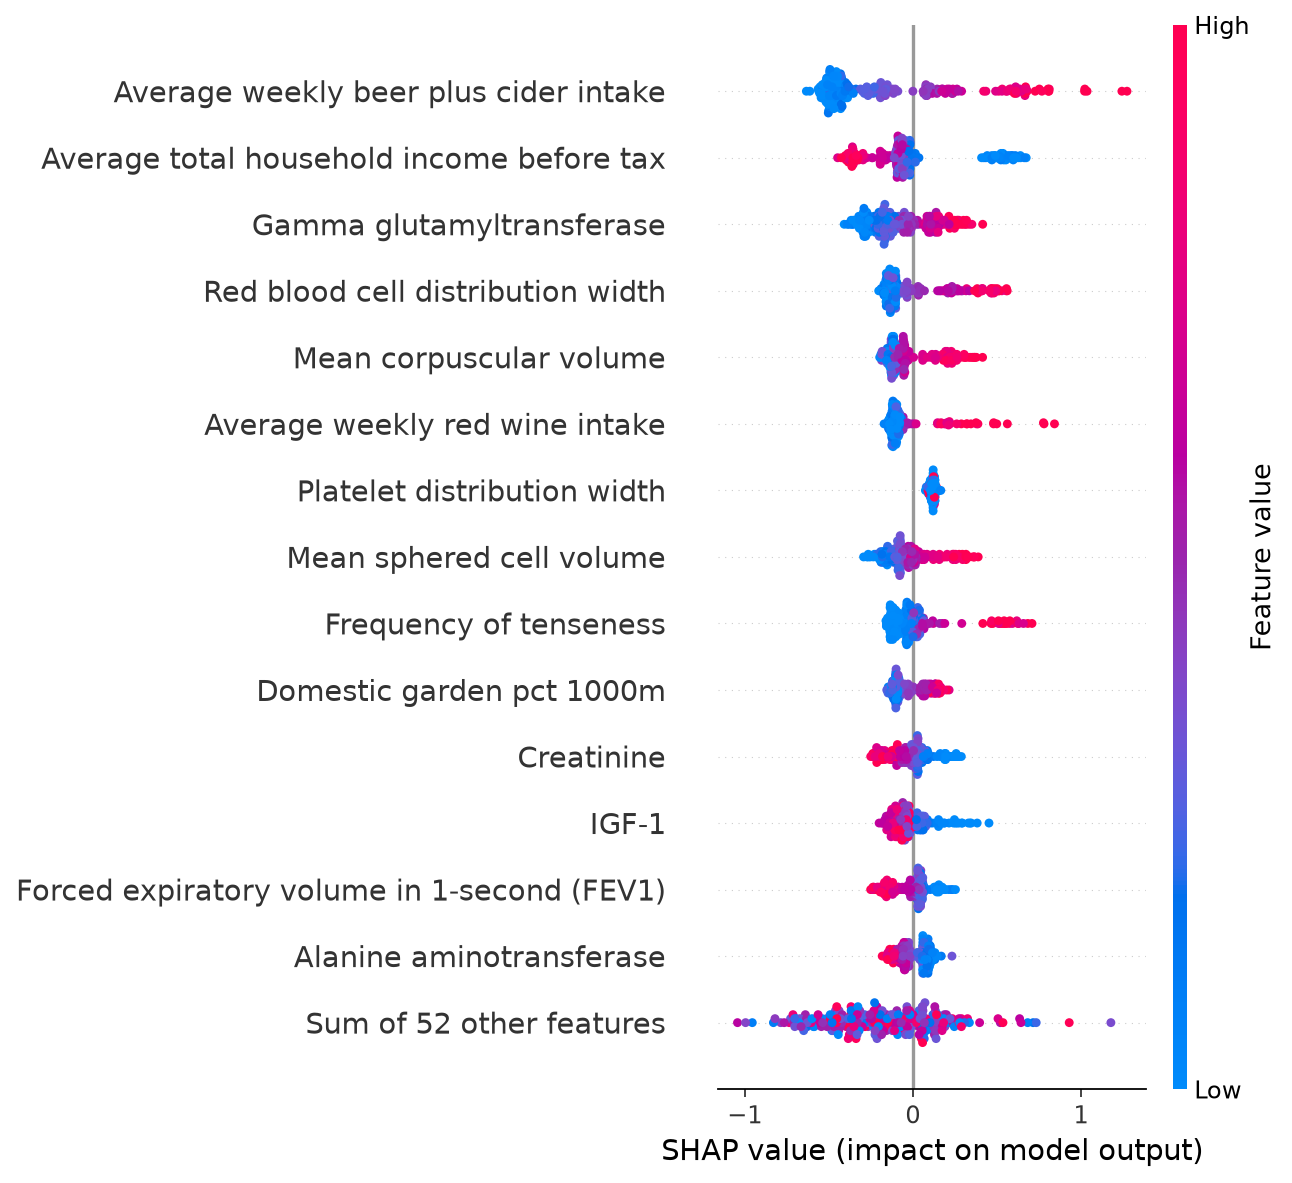 High
Average weekly beer plus cider intake
Average total household income before tax
Gamma glutamyltransferase
Red blood cell distribution width
Mean corpuscular volume
Average weekly red wine intake
Platelet distribution width
Mean sphered cell volume
Frequency of tenseness
Domestic garden pct 1000m
Creatinine
IGF-1
Forced expiratory volume in 1-second (FEV1)
Alanine aminotransferase
Sum of 52 other features
Feature value
Low
−1 0 1
SHAP value (impact on model output)